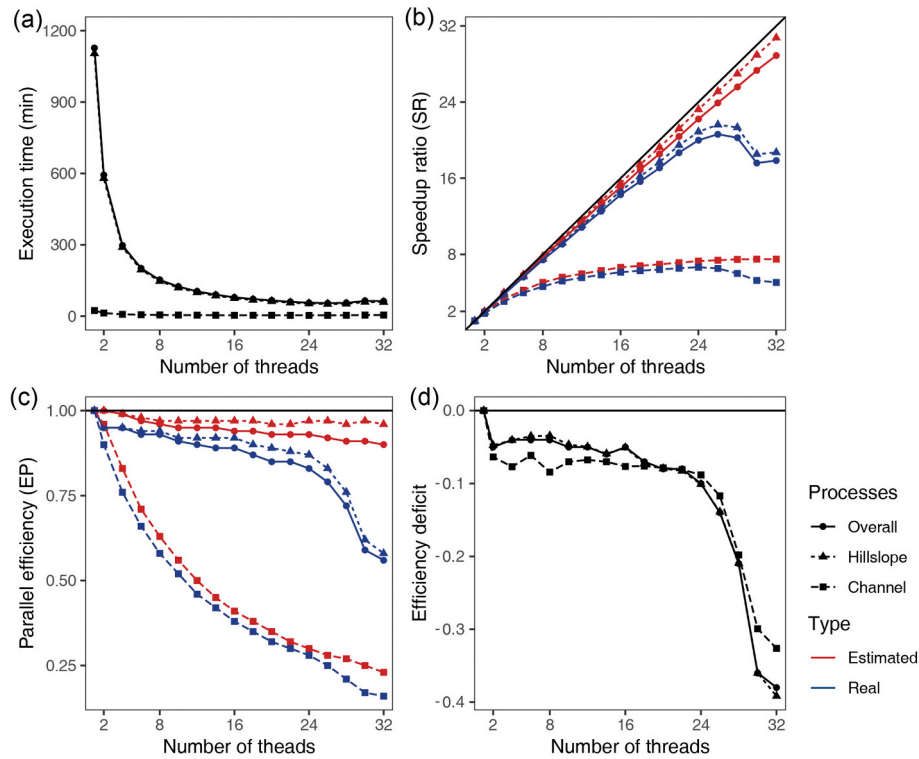 (a)
Execution time (min)
1200
900
600
300
0
2
8
16
24
32
Number of threads
(b)
Speedup ratio (SR)
32
24
16
8
2
2
8
16
24
32
Number of threads
(c)
Parallel efficiency (EP)
1.00
0.75
0.50
0.25
2
8
16
24
32
Number of theads
(d)
Efficiency deficit
0.0
-0.1
-0.2
-0.3
-0.4
2
8
16
24
32
Number of threads
Processes
Overall
Hillslope
Channel
Type
Estimated
Real